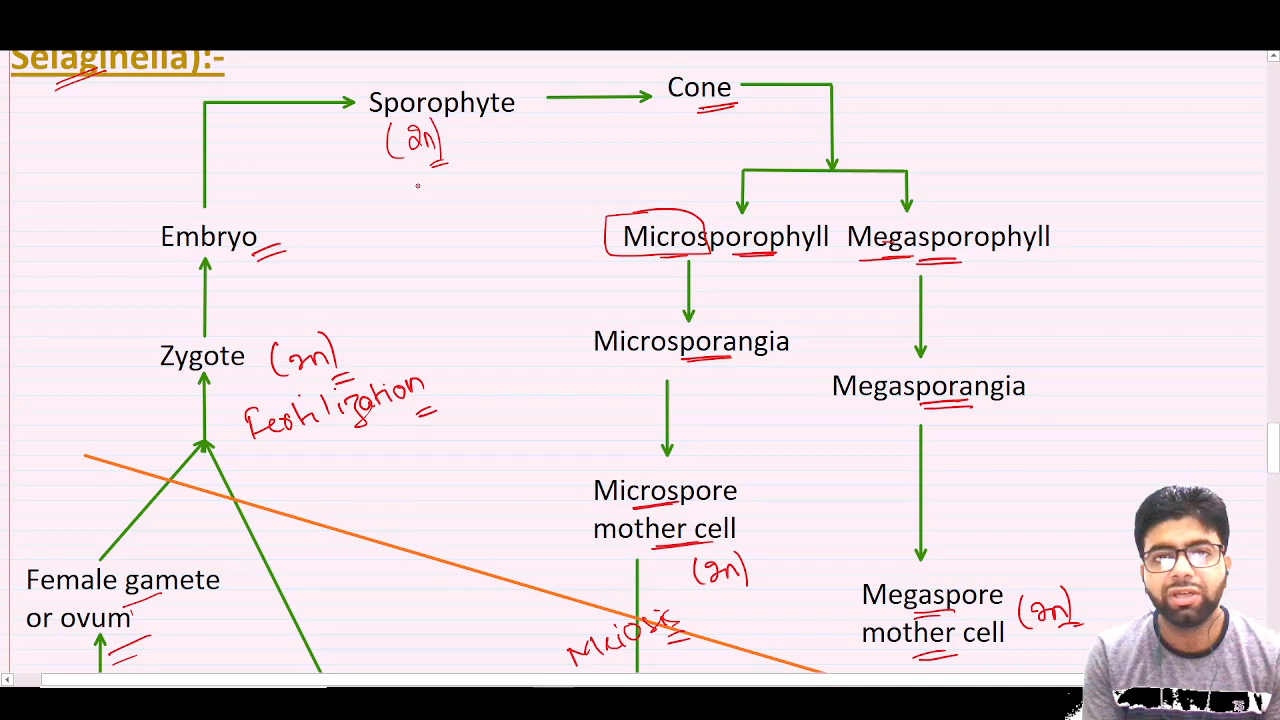 Selaginella):-
Sporophyte
(2n)
Cone
Embryo
Microsporophyll
Megasporophyll
Zygote
(2n)
Fertilization
Microsporangia
Megasporangia
Microspore
mother cell
(2n)
Meiosis
Megaspore
mother cell
(2n)
Female gamete
or ovum